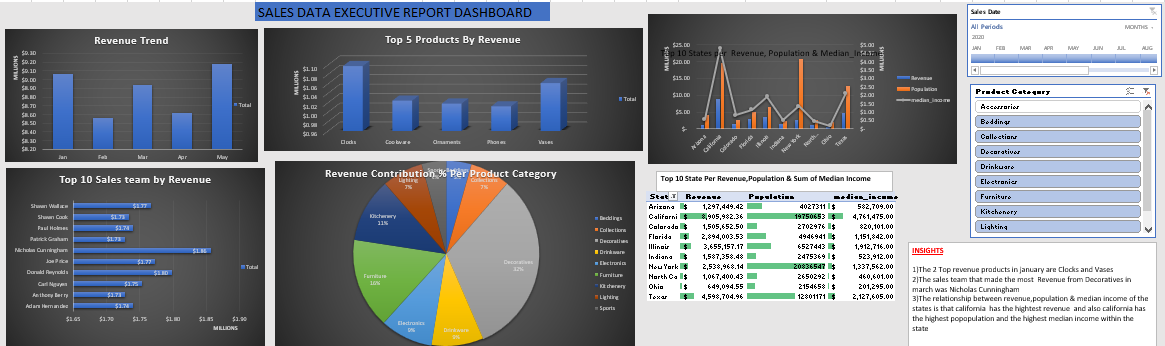 SALES DATA EXECUTIVE REPORT DASHBOARD
Revenue Trend
MILLIONS
$9.30
$9.20
$9.10
$9.00
$8.90
$8.80
$8.70
$8.60
$8.50
$8.40
$8.30
$8.20
Jan Feb Mar Apr May
Total
Top 5 Products By Revenue
MILLIONS
$1.10
$1.08
$1.06
$1.04
$1.02
$1.00
$0.98
$0.96
Clocks Cookware Ornaments Phones Vases
Total
Top 10 States per Revenue, Population & Median_Income
MILLIONS
$25.00
$20.00
$15.00
$10.00
$5.00
$-
$5.00
$4.50
$4.00
$3.50
$3.00
$2.50
$2.00
$1.50
$1.00
$0.50
$-
MILLIONS
Arizona California Colorado Florida Illinois Indiana New York North... Ohio Texas
Revenue
Population
median_income
Sales Date
All Periods
MONTHS
2020
JAN FEB MAR APR MAY JUN JUL AUG
Product Category
Accessories
Beddings
Collections
Decoratives
Drinkware
Electronics
Furniture
Kitchenery
Lighting
Top 10 Sales team by Revenue
Shawn Wallace $1.77
Shawn Cook $1.73
Paul Holmes $1.74
Patrick Graham $1.73
Nicholas Cunningham $1.86
Joe Price $1.77
Donald Reynolds $1.80
Carl Nguyen $1.75
Anthony Berry $1.73
Adam Hernandez $1.74
$1.65 $1.70 $1.75 $1.80 $1.85 $1.90
MILLIONS
Total
Revenue Contribution % Per Product Category
Lighting
7%
Collections
7%
Kitchenery
11%
Decoratives
32%
Furniture
Electronics
9%
Drinkware
9%
Beddings
Collections
Decoratives
Drinkware
Electronics
Furniture
Kitchenery
Lighting
Sports
Top 10 State Per Revenue,Population & Sum of Median Income
Stat Revenue Population median_income
Arizona $ 1,297,449.42 4027311 $ 582,709.00
Californi $ 8,905,982.36 19750653 $ 4,761,475.00
Colorado $ 1,505,652.50 2702976 $ 820,101.00
Florida $ 2,894,703.53 4946941 $ 1,151,842.00
Illinois $ 3,655,157.17 6527443 $ 1,912,716.00
Indiana $ 1,587,358.48 2475369 $ 523,912.00
New York $ 2,538,968.14 20836547 $ 1,337,562.00
North Ca $ 1,067,400.43 2650292 $ 460,601.00
Ohio $ 649,094.55 2154658 $ 201,295.00
Texas $ 4,598,704.96 12801171 $ 2,127,605.00
INSIGHTS
1)The 2 Top revenue products in january are Clocks and Vases
2)The sales team that made the most Revenue from Decoratives in
march was Nicholas Cunningham
3)The relationship between revenue,population & median income of the
states is that california has the hightest revenue and also california has
the highest popopulation and the highest median income within the
state